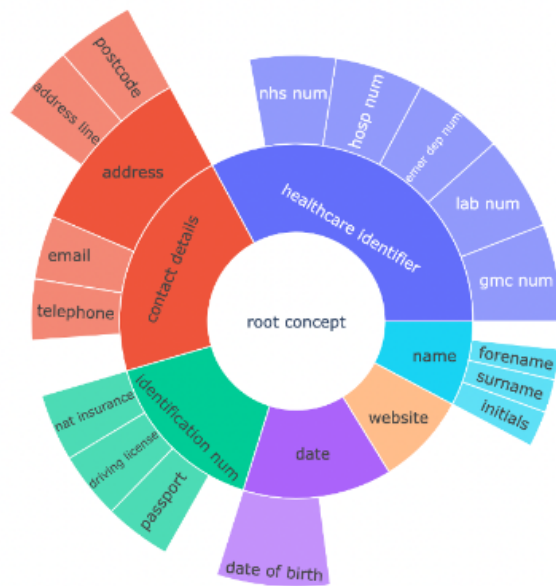 postcode
address line
address
email
telephone
contact details
nhs num
hosp num
emer dep num
lab num
gmc num
healthcare identifier
root concept
name
forename
surname
initials
website
date
date of birth
identification num
nat insurance
driving license
passport